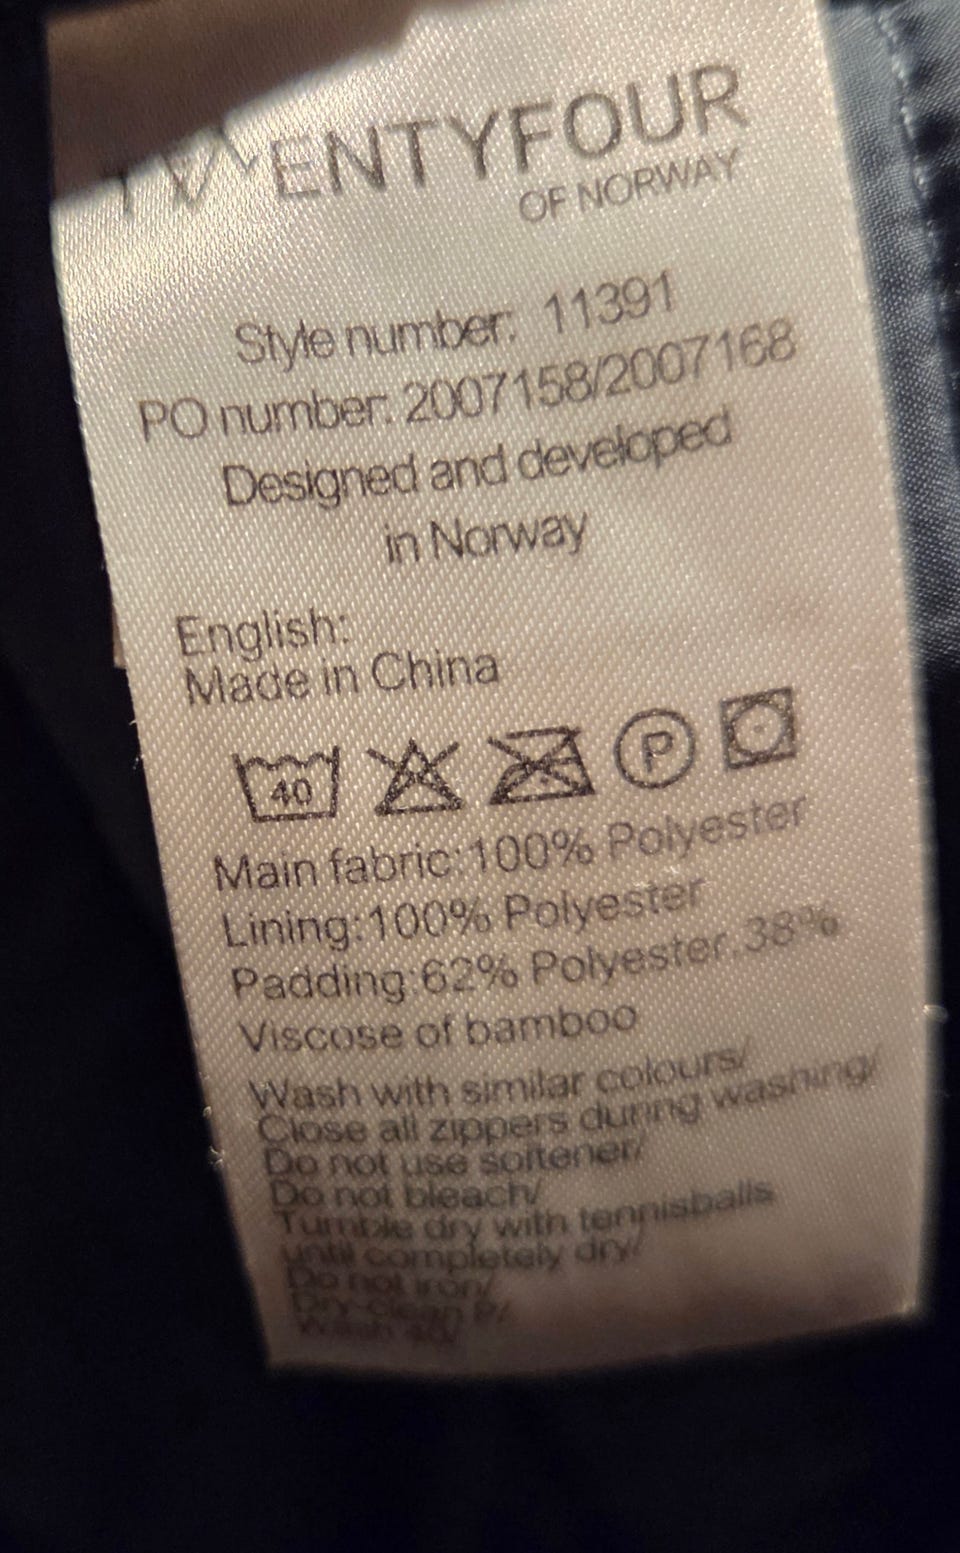 TWENTYFOUR
OF NORWAY
Style number: 11391
PO number: 2007158/2007168
Designed and developed
in Norway
English:
Made in China
40 P
Main fabric:100% Polyester
Lining:100% Polyester
Padding:62% Polyester.38%
Viscose of bamboo
Wash with similar colours/
Close all zippers during washing/
Do not use softener/
Do not bleach/
Tumble dry with tennisballs
until completely dry/
Do not iron/
Dry-clean P/
Wash 40